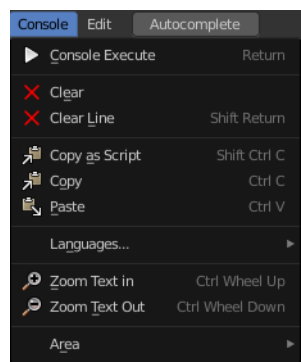 Console Edit Autocomplete
Console Execute Return
Clear
Clear Line Shift Return
Copy as Script Shift Ctrl C
Copy Ctrl C
Paste Ctrl V
Languages...
Zoom Text in Ctrl Wheel Up
Zoom Text Out Ctrl Wheel Down
Area